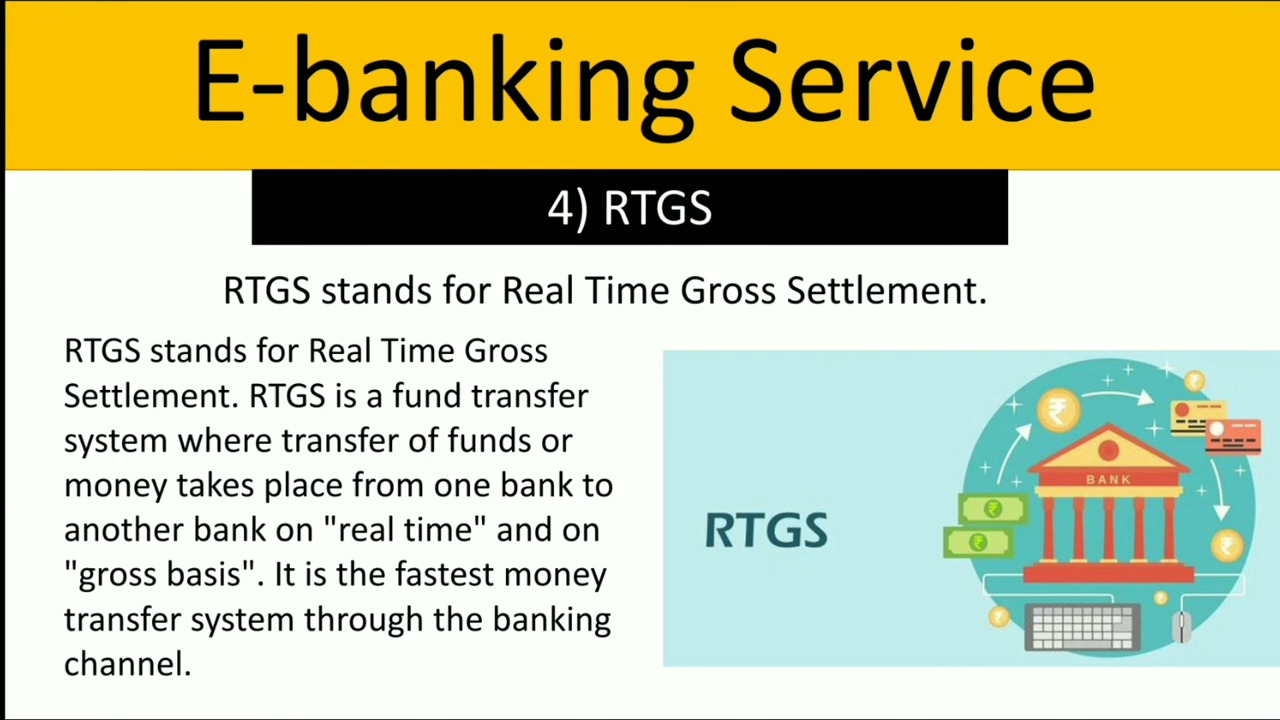 E-banking Service
4) RTGS
RTGS stands for Real Time Gross Settlement.
RTGS stands for Real Time Gross
Settlement. RTGS is a fund transfer
system where transfer of funds or
money takes place from one bank to
another bank on "real time" and on
"gross basis". It is the fastest money
transfer system through the banking
channel.
RTGS
BANK